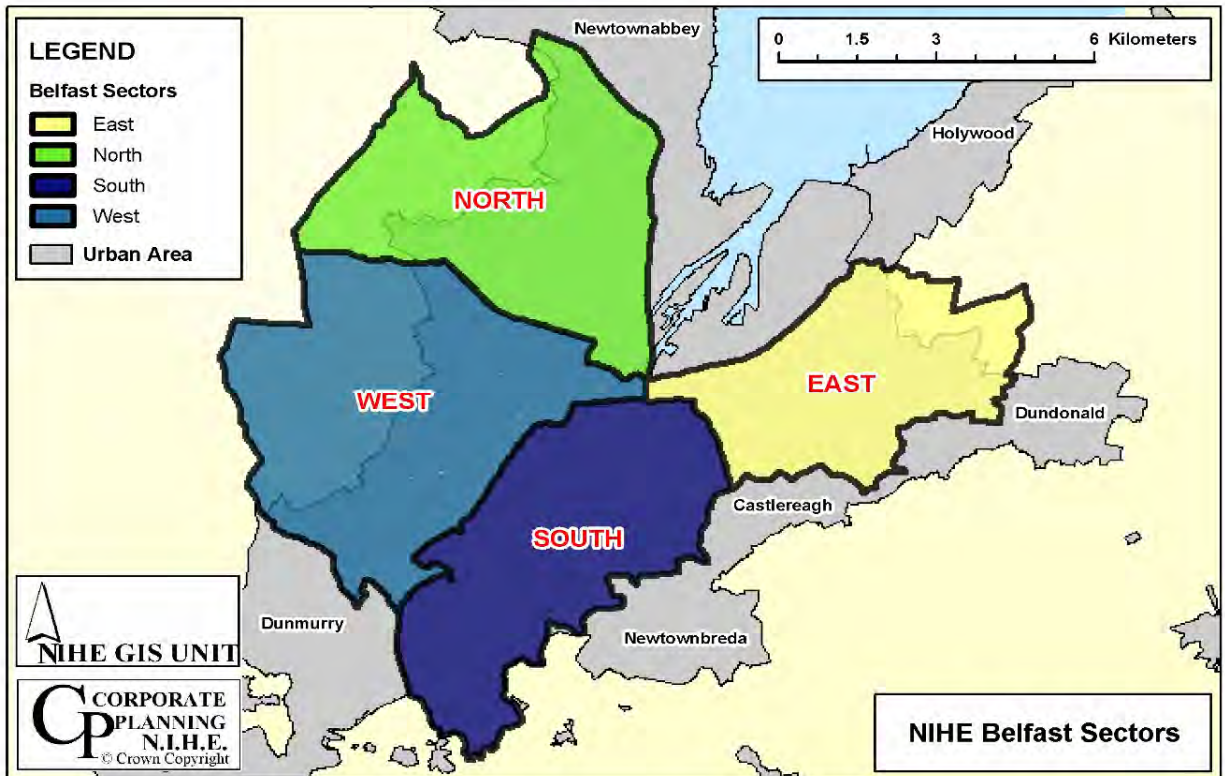 LEGEND
Belfast Sectors
East
North
South
West
Urban Area
Newtownabbey
0 1.5 3 6 Kilometers
Holywood
NORTH
WEST
EAST
Dundonald
Castlereagh
SOUTH
Dunmurry
Newtownbreda
NIHE GIS UNIT
CP CORPORATE
PLANNING
N.I.H.E.
© Crown Copyright
NIHE Belfast Sectors